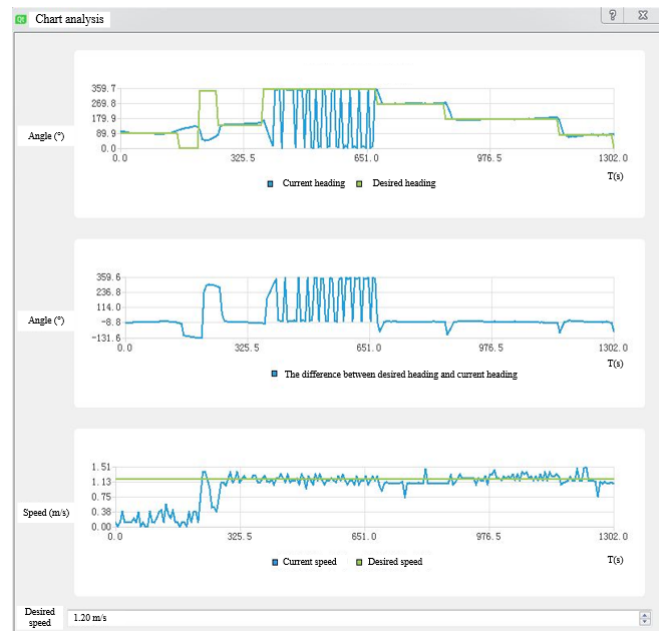 Qt Chart analysis
359.7
269.8
179.9
89.9
0.0
Angle (°)
0.0 325.5 651.0 976.5 1302.0
T(s)
Current heading Desired heading
359.6
236.8
114.0
-8.8
-131.6
Angle (°)
0.0 325.5 651.0 976.5 1302.0
T(s)
The difference between desired heading and current heading
1.51
1.13
0.75
0.38
0.00
Speed (m/s)
0.0 325.5 651.0 976.5 1302.0
T(s)
Current speed Desired speed
Desired
speed
1.20 m/s